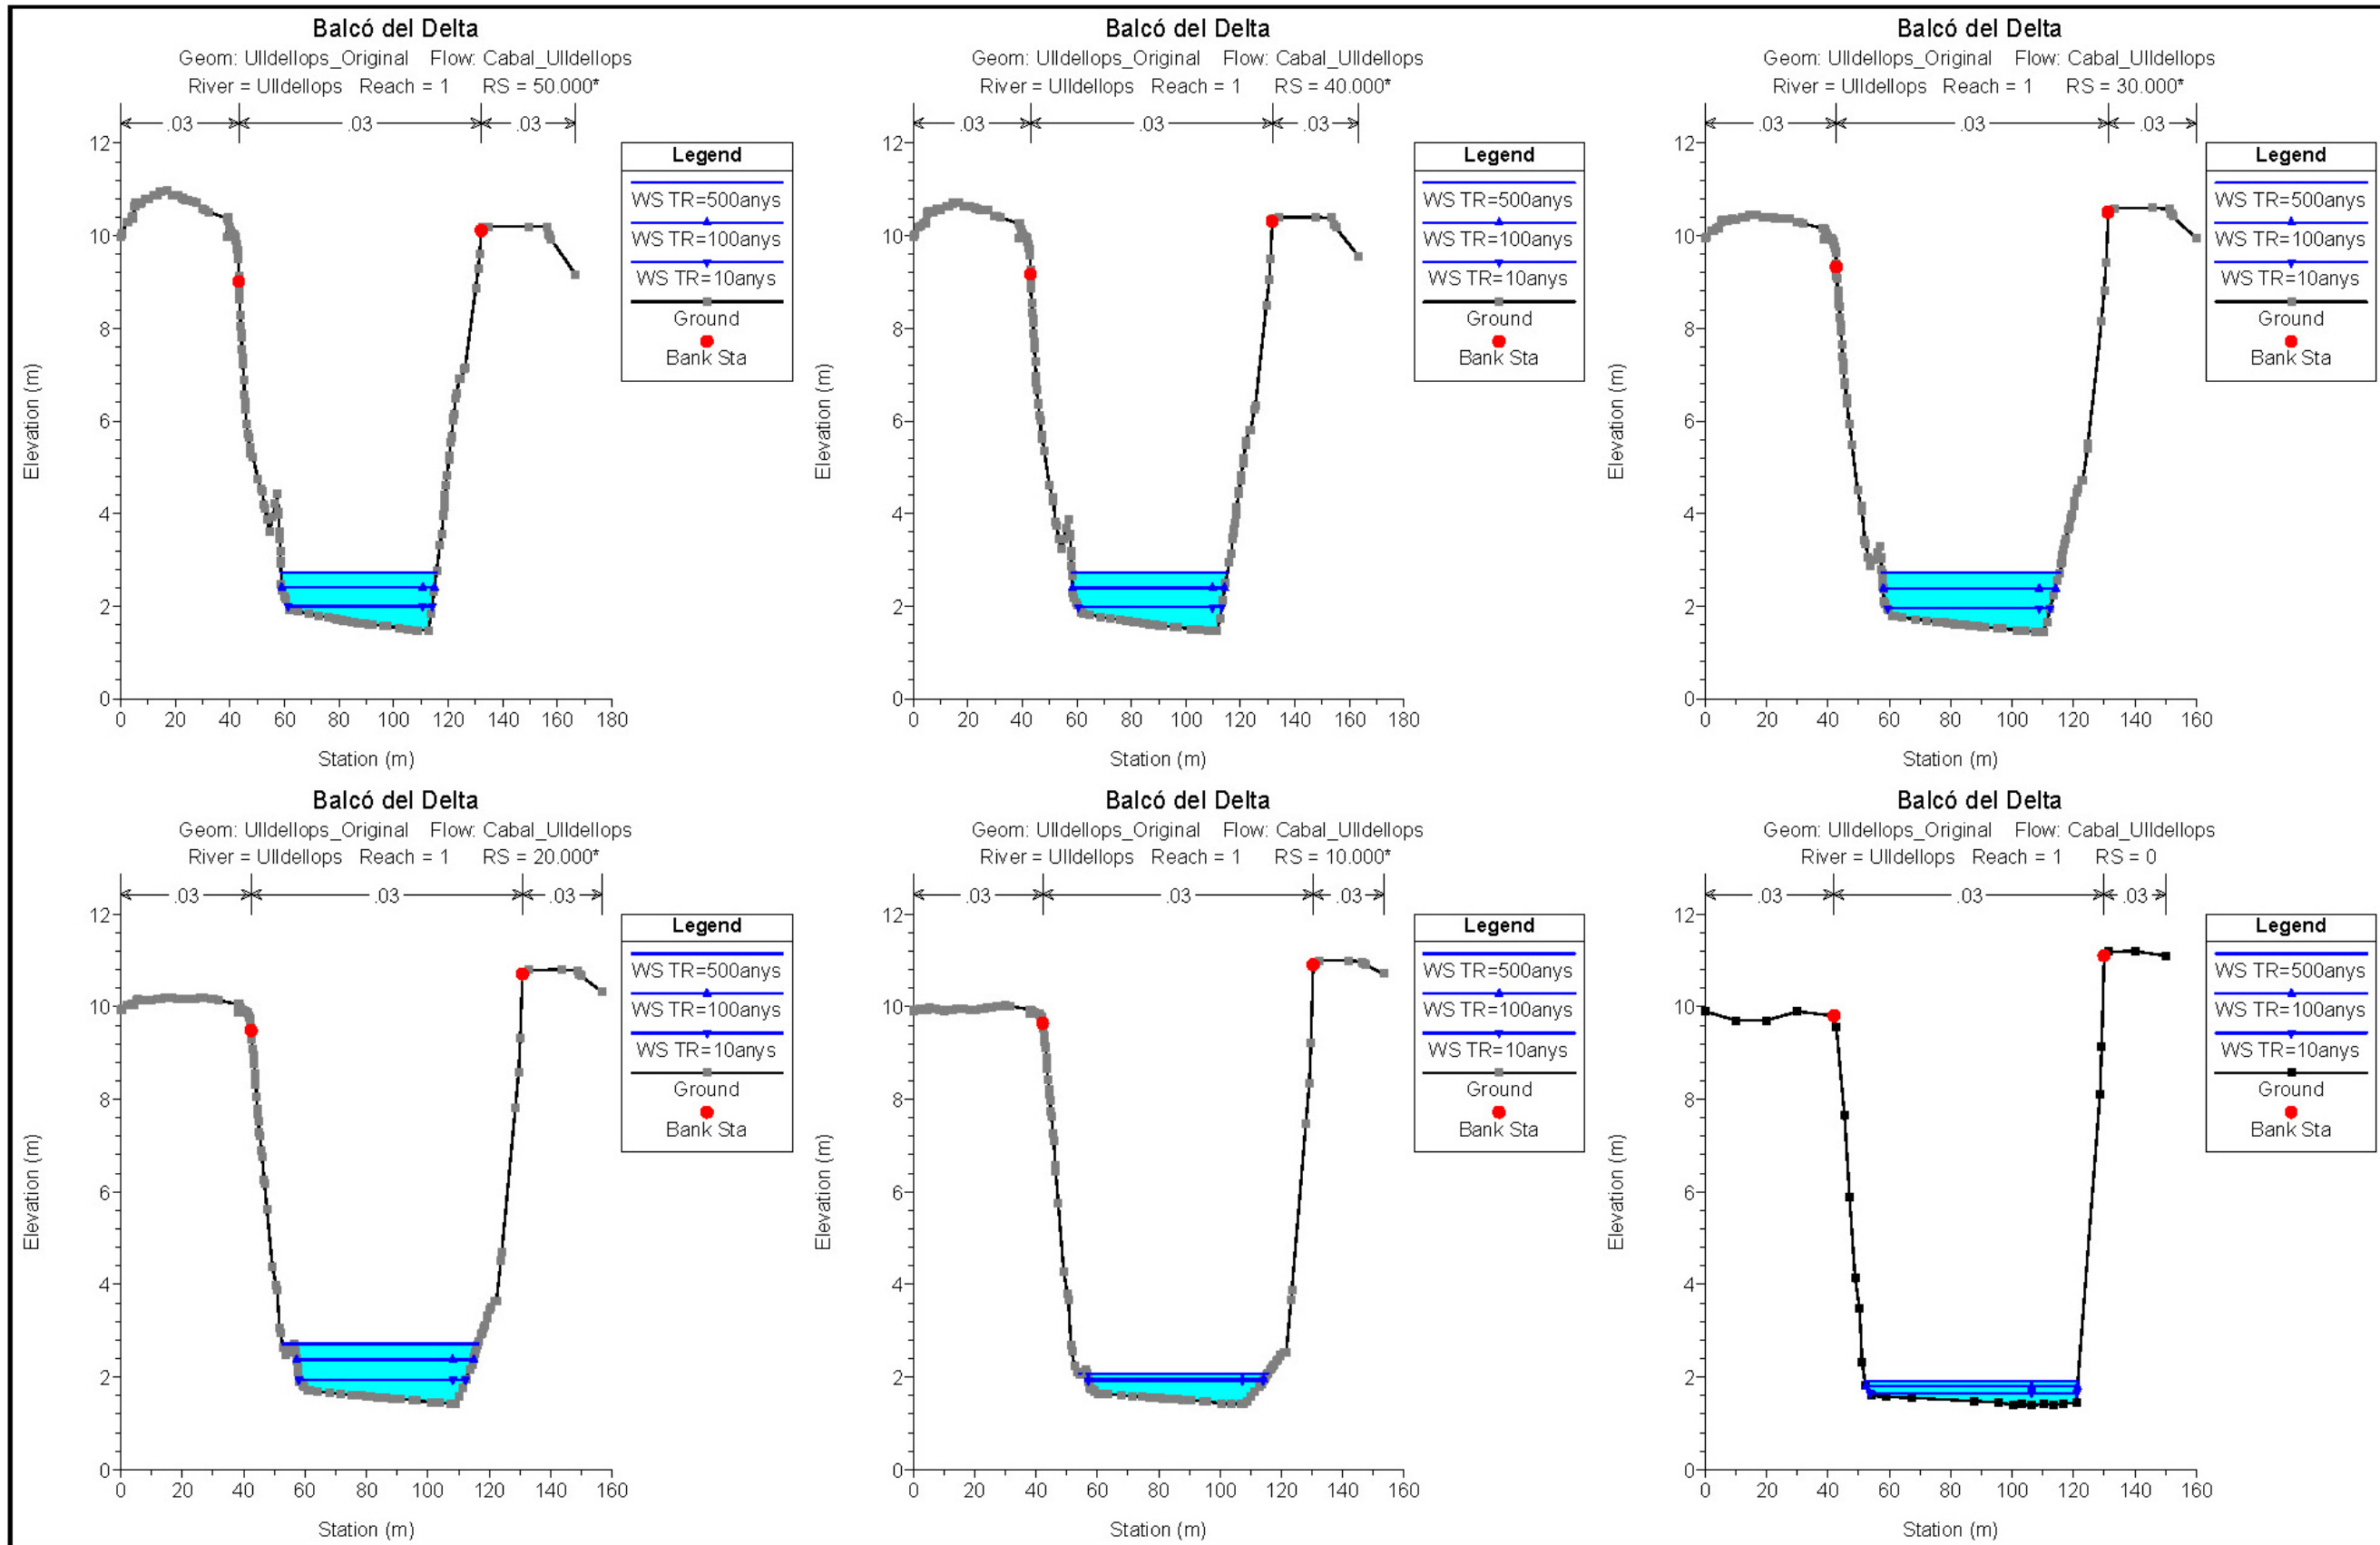 Balcó del Delta
Geom: Ulldellops_Original Flow: Cabal_Ulldellops
River = Ulldellops Reach = 1 RS = 50.000*
.03 .03 .03
Legend
WS TR=500anys
WS TR=100anys
WS TR=10anys
Ground
Bank Sta
Elevation (m)
12
10
8
6
4
2
0
0 20 40 60 80 100 120 140 160 180
Station (m)
Balcó del Delta
Geom: Ulldellops_Original Flow: Cabal_Ulldellops
River = Ulldellops Reach = 1 RS = 40.000*
.03 .03 .03
Legend
WS TR=500anys
WS TR=100anys
WS TR=10anys
Ground
Bank Sta
Elevation (m)
12
10
8
6
4
2
0
0 20 40 60 80 100 120 140 160 180
Station (m)
Balcó del Delta
Geom: Ulldellops_Original Flow: Cabal_Ulldellops
River = Ulldellops Reach = 1 RS = 30.000*
.03 .03 .03
Legend
WS TR=500anys
WS TR=100anys
WS TR=10anys
Ground
Bank Sta
Elevation (m)
12
10
8
6
4
2
0
0 20 40 60 80 100 120 140 160
Station (m)
Balcó del Delta
Geom: Ulldellops_Original Flow: Cabal_Ulldellops
River = Ulldellops Reach = 1 RS = 20.000*
.03 .03 .03
Legend
WS TR=500anys
WS TR=100anys
WS TR=10anys
Ground
Bank Sta
Elevation (m)
12
10
8
6
4
2
0
0 20 40 60 80 100 120 140 160
Station (m)
Balcó del Delta
Geom: Ulldellops_Original Flow: Cabal_Ulldellops
River = Ulldellops Reach = 1 RS = 10.000*
.03 .03 .03
Legend
WS TR=500anys
WS TR=100anys
WS TR=10anys
Ground
Bank Sta
Elevation (m)
12
10
8
6
4
2
0
0 20 40 60 80 100 120 140 160
Station (m)
Balcó del Delta
Geom: Ulldellops_Original Flow: Cabal_Ulldellops
River = Ulldellops Reach = 1 RS = 0
.03 .03 .03
Legend
WS TR=500anys
WS TR=100anys
WS TR=10anys
Ground
Bank Sta
Elevation (m)
12
10
8
6
4
2
0
0 20 40 60 80 100 120 140 160
Station (m)